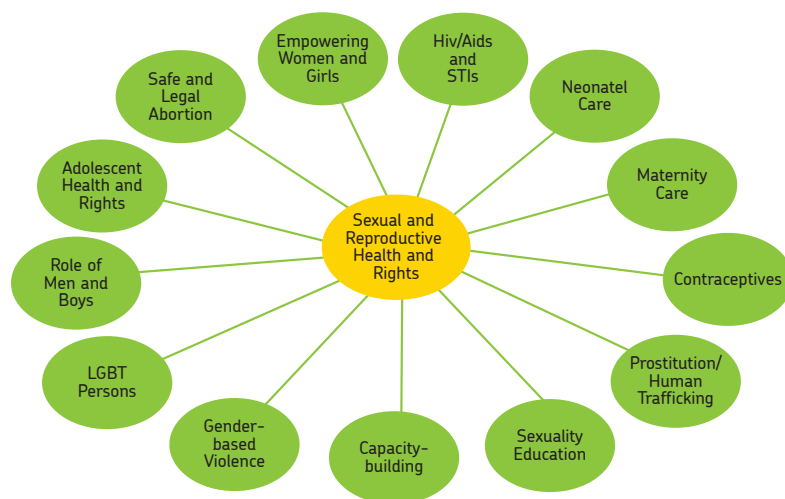 Empowering
Women and
Girls
Hiv/Aids
and
STIs
Safe and
Legal
Abortion
Neonatel
Care
Adolescent
Health and
Rights
Maternity
Care
Sexual and
Reproductive
Health and
Rights
Role of
Men and
Boys
Contraceptives
LGBT
Persons
Prostitution/
Human
Trafficking
Gender-
based
Violence
Capacity-
building
Sexuality
Education